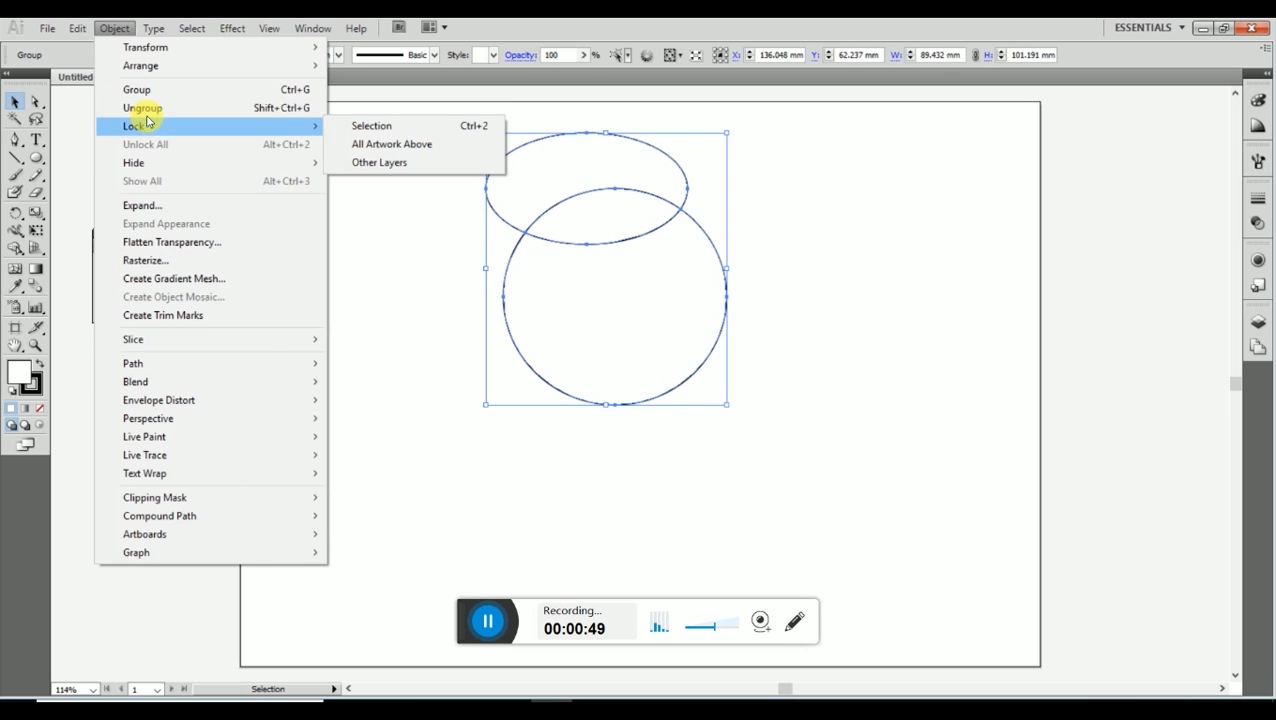 Ai File Edit Object Type Select Effect View Window Help Br ESSENTIALS
Group Basic Style: Opacity: 100 % X: 136.048 mm Y: 62.237 mm W: 89.432 mm H: 101.191 mm
Untitled
Transform
Arrange
Group Ctrl+G
Ungroup Shift+Ctrl+G
Lock
Selection Ctrl+2
Unlock All Alt+Ctrl+2
All Artwork Above
Hide
Other Layers
Show All Alt+Ctrl+3
Expand...
Expand Appearance
Flatten Transparency...
Rasterize...
Create Gradient Mesh...
Create Object Mosaic...
Create Trim Marks
Slice
Path
Blend
Envelope Distort
Perspective
Live Paint
Live Trace
Text Wrap
Clipping Mask
Compound Path
Artboards
Graph
Recording...
00:00:49
114% 1 Selection